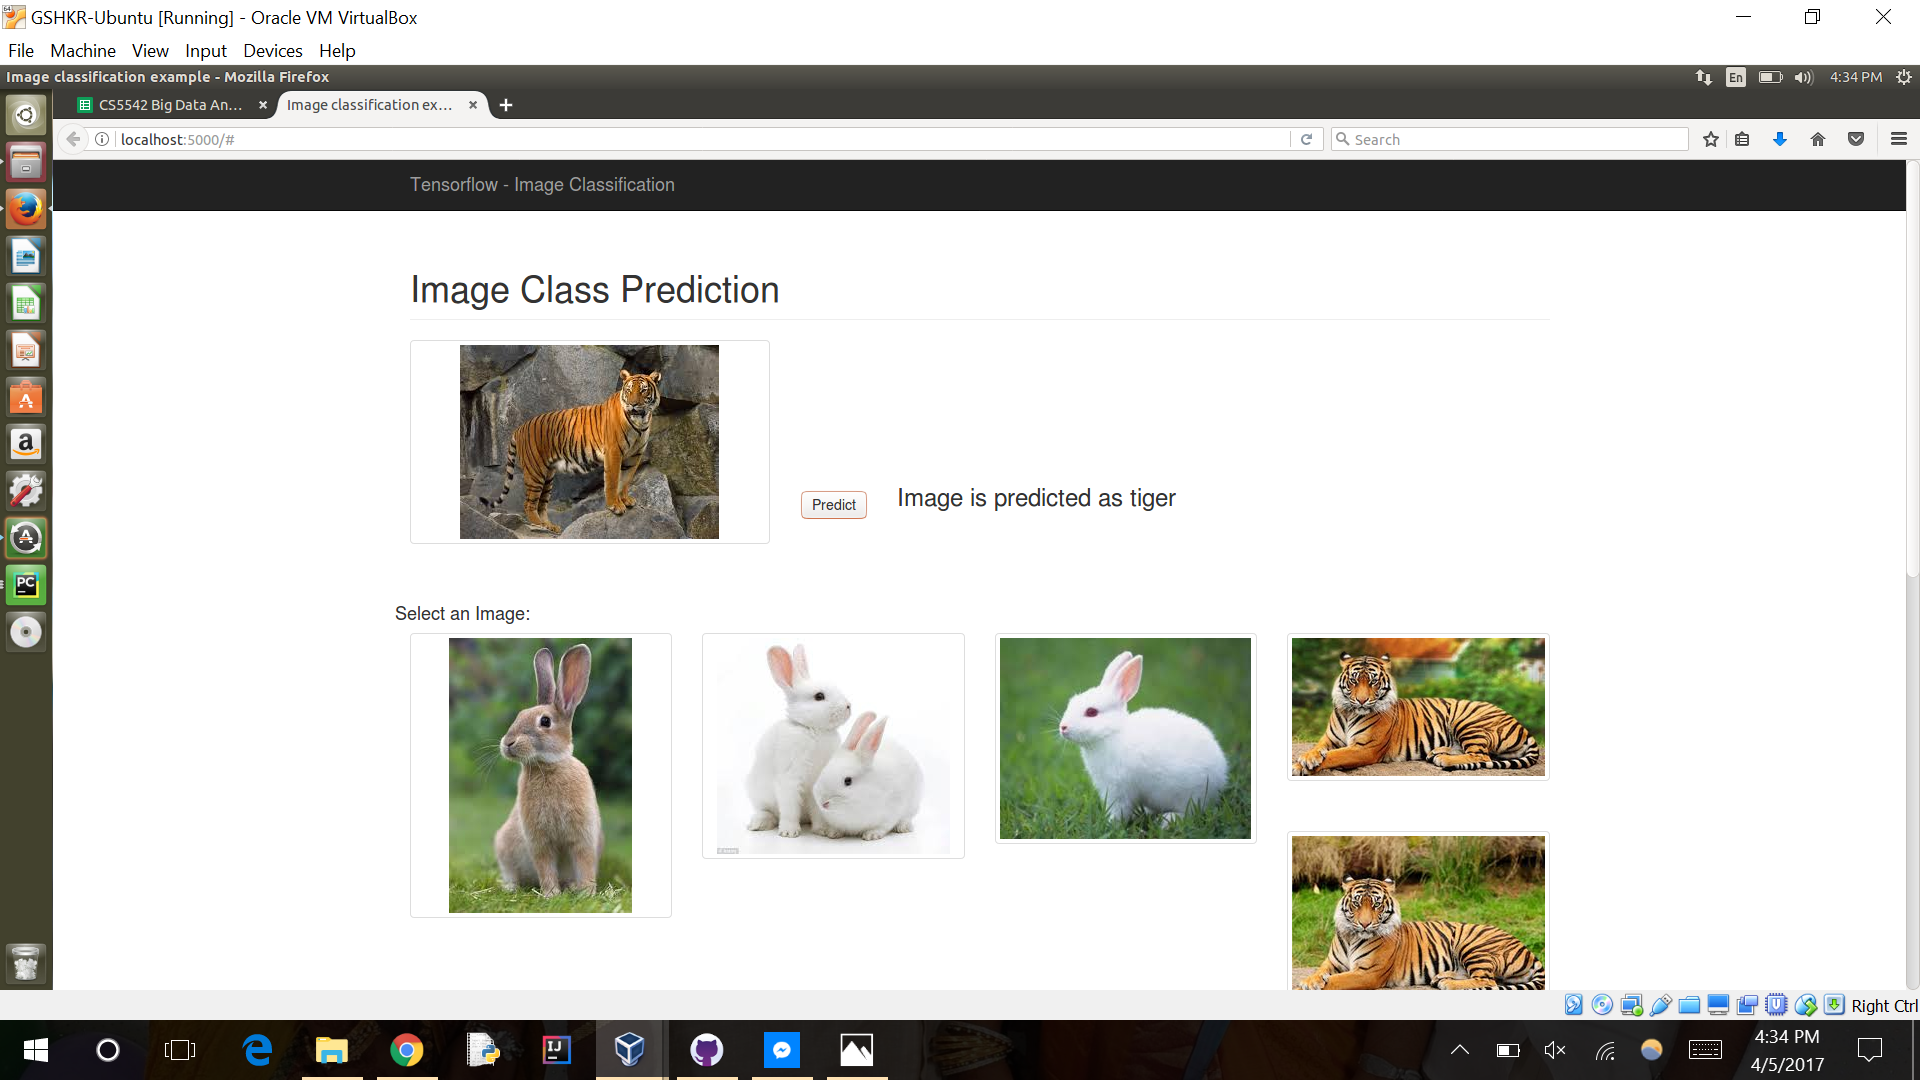 GSHKR-Ubuntu [Running] - Oracle VM VirtualBox
File Machine View Input Devices Help
Image classification example - Mozilla Firefox
En 4:34 PM
CS5542 Big Data An... Image classification ex...
localhost:5000/# Search
Tensorflow - Image Classification
Image Class Prediction
Predict Image is predicted as tiger
Select an Image:
Right Ctrl
4:34 PM
4/5/2017